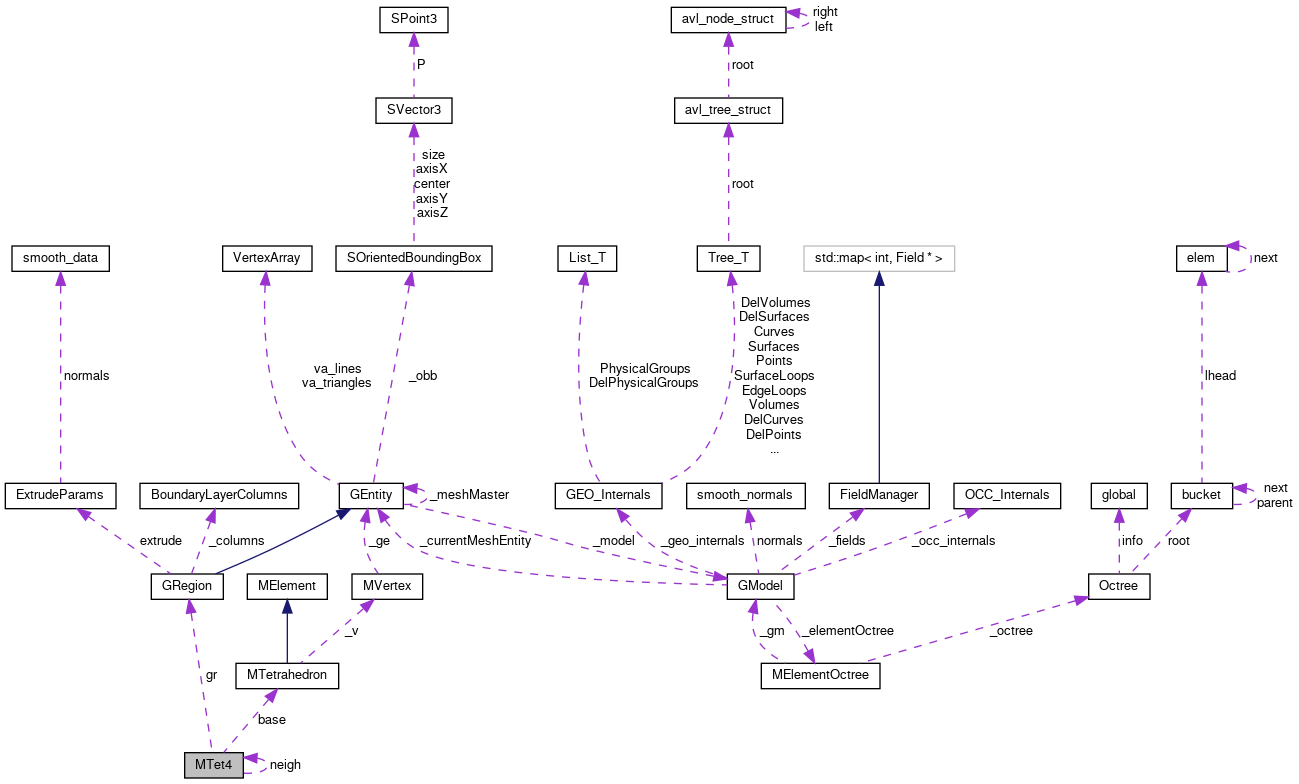 SPoint3
avl_node_struct
right
left
P
root
SVector3
avl_tree_struct
size
axisX
center
axisY
axisZ
root
smooth_data
VertexArray
SOrientedBoundingBox
List_T
Tree_T
std::map< int, Field * >
elem
next
normals
va_lines
va_triangles
_obb
PhysicalGroups
DelPhysicalGroups
DelVolumes
DelSurfaces
Curves
Surfaces
Points
SurfaceLoops
EdgeLoops
Volumes
DelCurves
DelPoints
...
lhead
ExtrudeParams
BoundaryLayerColumns
GEntity
_meshMaster
GEO_Internals
smooth_normals
FieldManager
OCC_Internals
global
bucket
next
parent
extrude
_columns
_ge
_currentMeshEntity
_model
_geo_internals
normals
_fields
_occ_internals
info
root
GRegion
MElement
MVertex
GModel
Octree
_v
_gm
_elementOctree
_octree
gr
MTetrahedron
MElementOctree
base
MTet4
neigh